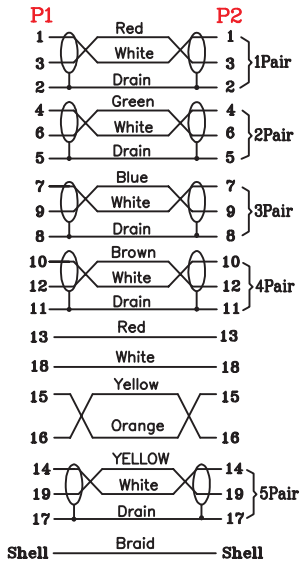 P1 P2
1 Red 1
3 White 3 1Pair
2 Drain 2
4 Green 4
6 White 6 2Pair
5 Drain 5
7 Blue 7
9 White 9 3Pair
8 Drain 8
10 Brown 10
12 White 12 4Pair
11 Drain 11
13 Red 13
18 White 18
15 Yellow 15
16 Orange 16
14 YELLOW 14
19 White 19 5Pair
17 Drain 17
Shell Braid Shell